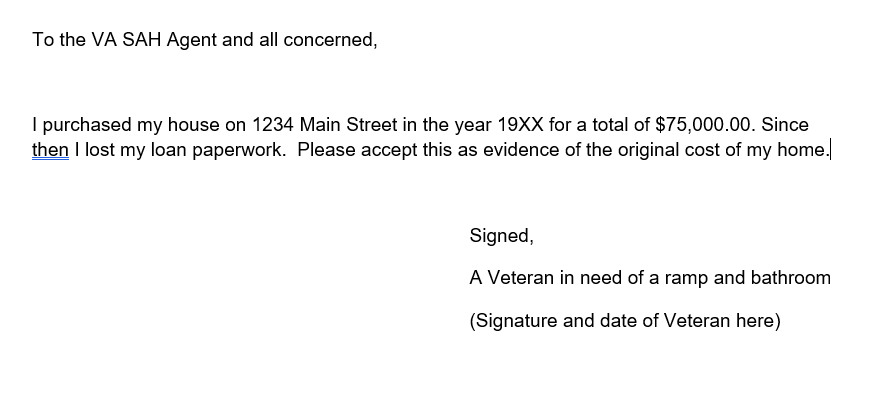 To the VA SAH Agent and all concerned,
I purchased my house on 1234 Main Street in the year 19XX for a total of $75,000.00. Since
then I lost my loan paperwork.  Please accept this as evidence of the original cost of my home.
Signed,
A Veteran in need of a ramp and bathroom
(Signature and date of Veteran here)